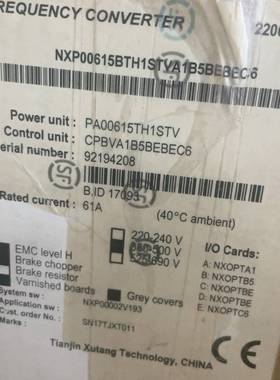 REQUENCY CONVERTER
2200
NXP00615BTH1STVA1B5BEBEC6
Power unit : PA00615TH1STV
Control unit : CPBVA1B5BEBEC6
erial number : 92194208
B.ID 17093
Rated current : 61A
(40°C ambient)
220-240 V
525-690 V
I/O Cards:
A: NXOPTA1
B: NXOPTB5
C: NXOPTBE
D: NXOPTBE
E: NXOPTC6
EMC level H
Brake chopper
Brake resistor
Varnished boards
Grey covers
System sw :
NXP00002V193
Application sw :
Cust. order :
Marks :
SN17TJXT011
Tianjin Xutang Technology, CHINA
CE